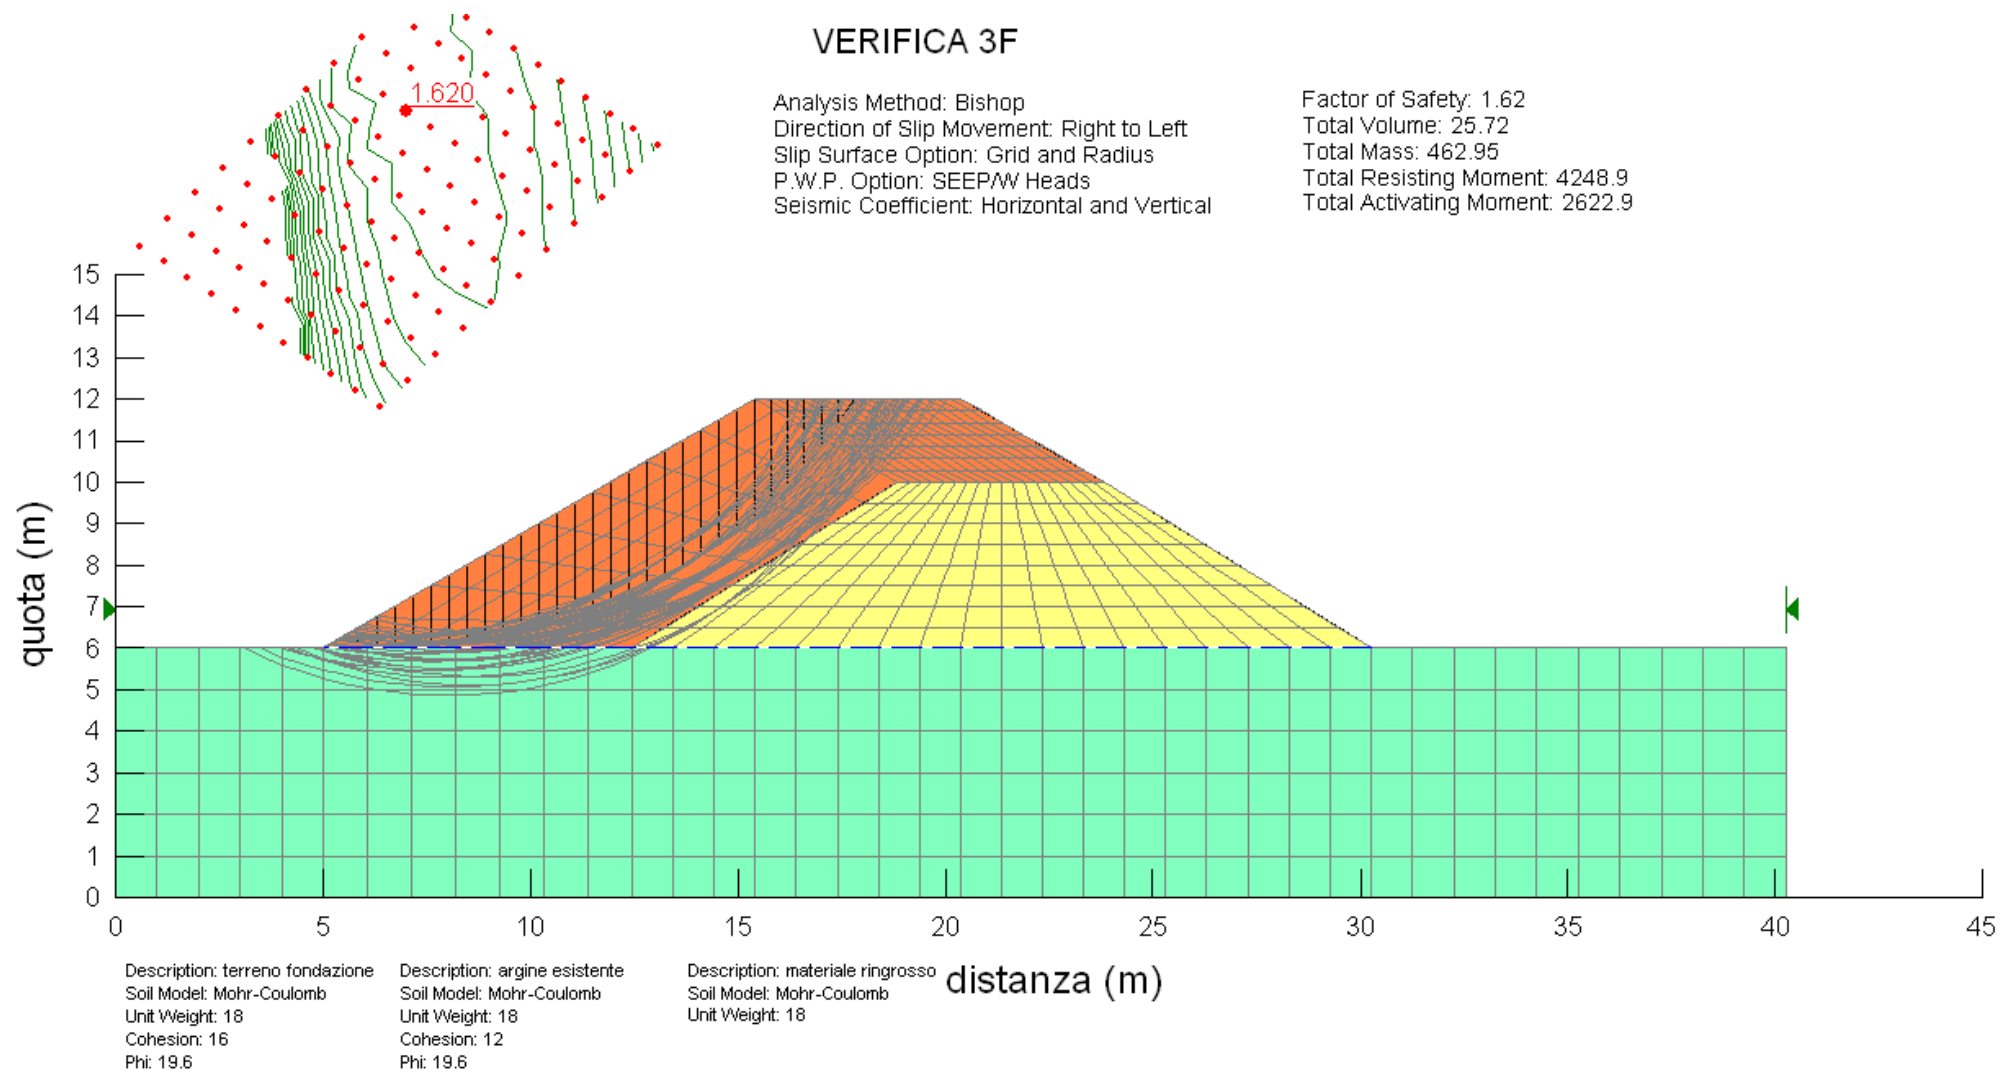 VERIFICA 3F
1.620
Analysis Method: Bishop
Direction of Slip Movement: Right to Left
Slip Surface Option: Grid and Radius
P.W.P. Option: SEEP/W Heads
Seismic Coefficient: Horizontal and Vertical
Factor of Safety: 1.62
Total Volume: 25.72
Total Mass: 462.95
Total Resisting Moment: 4248.9
Total Activating Moment: 2622.9
15
14
13
12
11
10
9
8
7
6
5
4
3
2
1
0
quota (m)
0 5 10 15 20 25 30 35 40 45
distanza (m)
Description: terreno fondazione
Soil Model: Mohr-Coulomb
Unit Weight: 18
Cohesion: 16
Phi: 19.6
Description: argine esistente
Soil Model: Mohr-Coulomb
Unit Weight: 18
Cohesion: 12
Phi: 19.6
Description: materiale ringrosso
Soil Model: Mohr-Coulomb
Unit Weight: 18